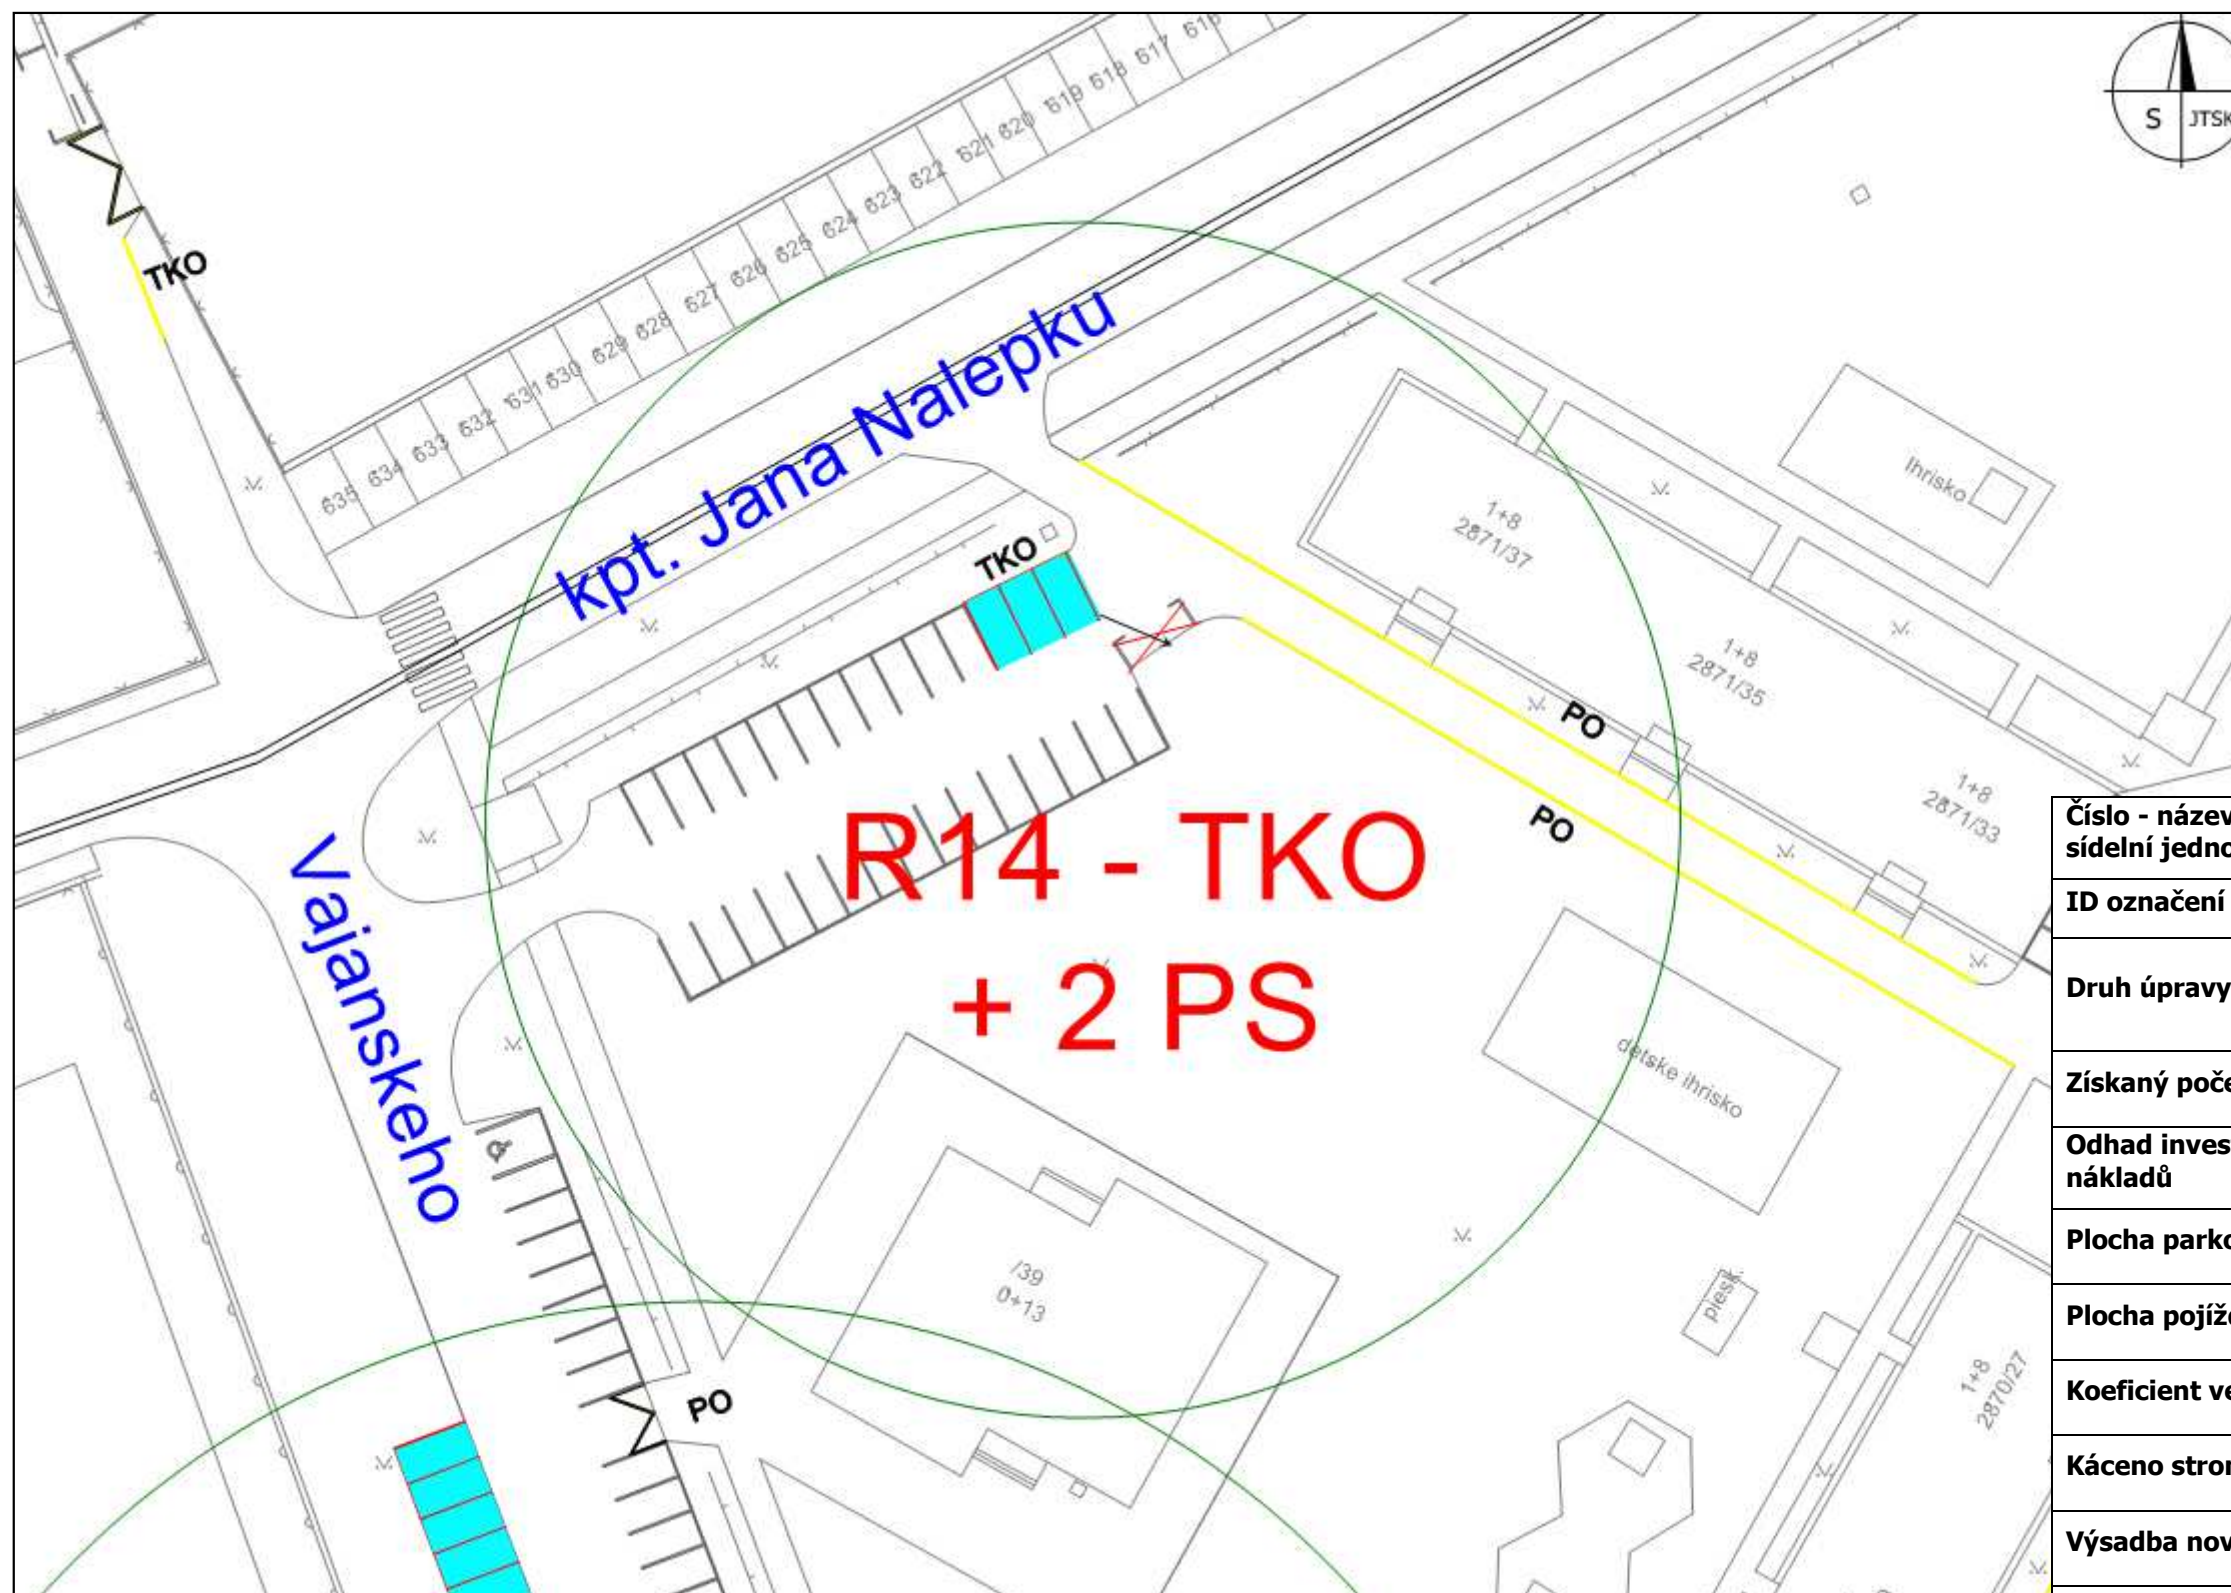 616
617
618
619
620
621
622
623
624
625
626
627
628
629
630
631
632
633
634
635
S JTSK
TKO
kpt. Jana Nalepku
Ihrisko
1+8
2871/37
TKO
1+8
2871/35
PO
1+8
2871/33
PO
R14 - TKO
+ 2 PS
Vajanskeho
detske ihrisko
/39
0+13
piesk.
1+8
2870/27
PO
Číslo - název
sídelní jedno
ID označení
Druh úpravy
Získaný poče
Odhad inves
nákladů
Plocha parko
Plocha pojíž
Koeficient ve
Káceno stro
Výsadba nov